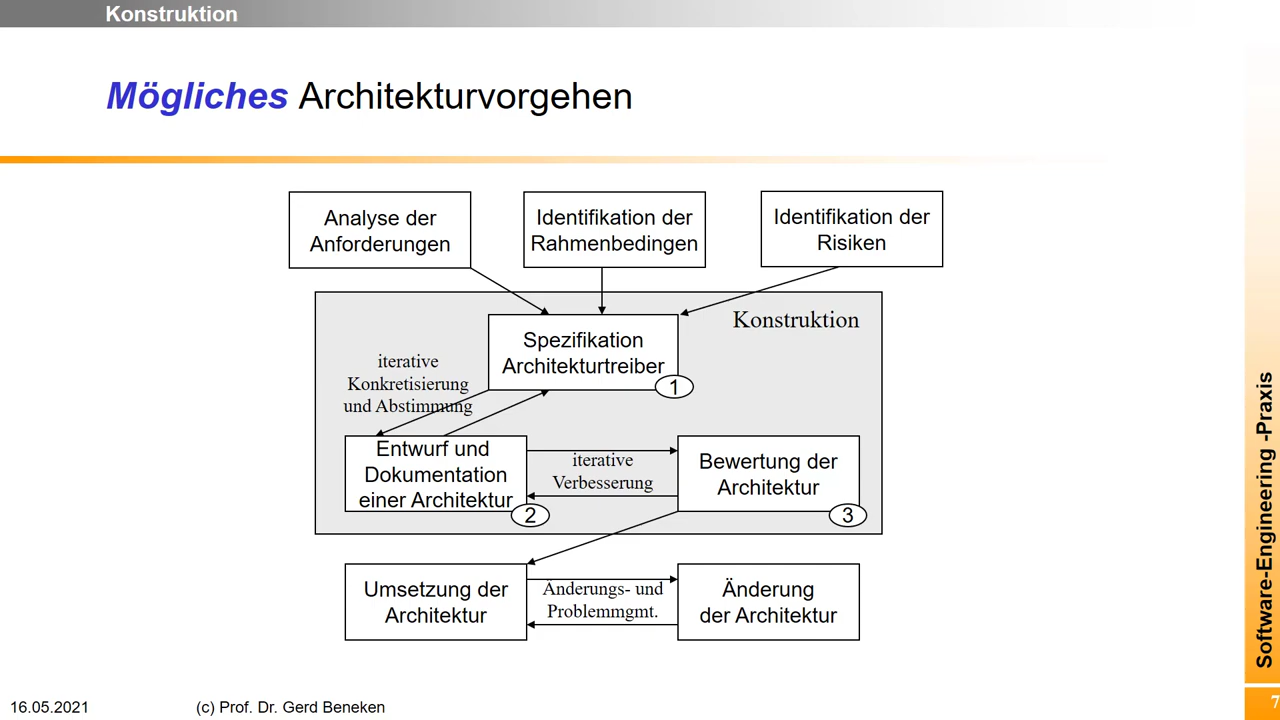 Konstruktion
Mögliches Architekturvorgehen
Analyse der
Anforderungen
Identifikation der
Rahmenbedingen
Identifikation der
Risiken
Konstruktion
Spezifikation
Architekturtreiber
1
iterative
Konkretisierung
und Abstimmung
Entwurf und
Dokumentation
einer Architektur
2
iterative
Verbesserung
Bewertung der
Architektur
3
Umsetzung der
Architektur
Änderungs- und
Problemmgmt.
Änderung
der Architektur
Software-Engineering -Praxis
16.05.2021
(c) Prof. Dr. Gerd Beneken
7